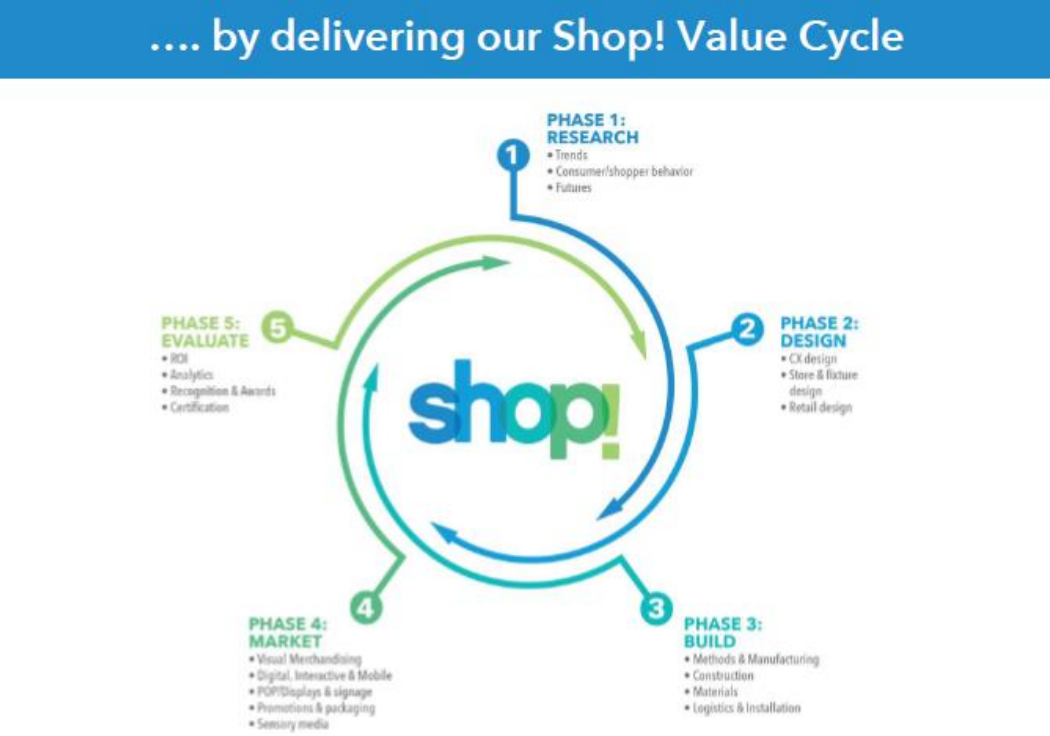 .... by delivering our Shop! Value Cycle
1
PHASE 1:
RESEARCH
• Trends
• Consumer/shopper behavior
• Futures
2
PHASE 2:
DESIGN
• CX design
• Store & fixture
design
• Retail design
3
PHASE 3:
BUILD
• Methods & Manufacturing
• Construction
• Materials
• Logistics & Installation
4
PHASE 4:
MARKET
• Visual Merchandising
• Digital, Interactive & Mobile
• POP/Displays & signage
• Promotions & packaging
• Sensory media
5
PHASE 5:
EVALUATE
• ROI
• Analytics
• Recognition & Awards
• Certification
shop!